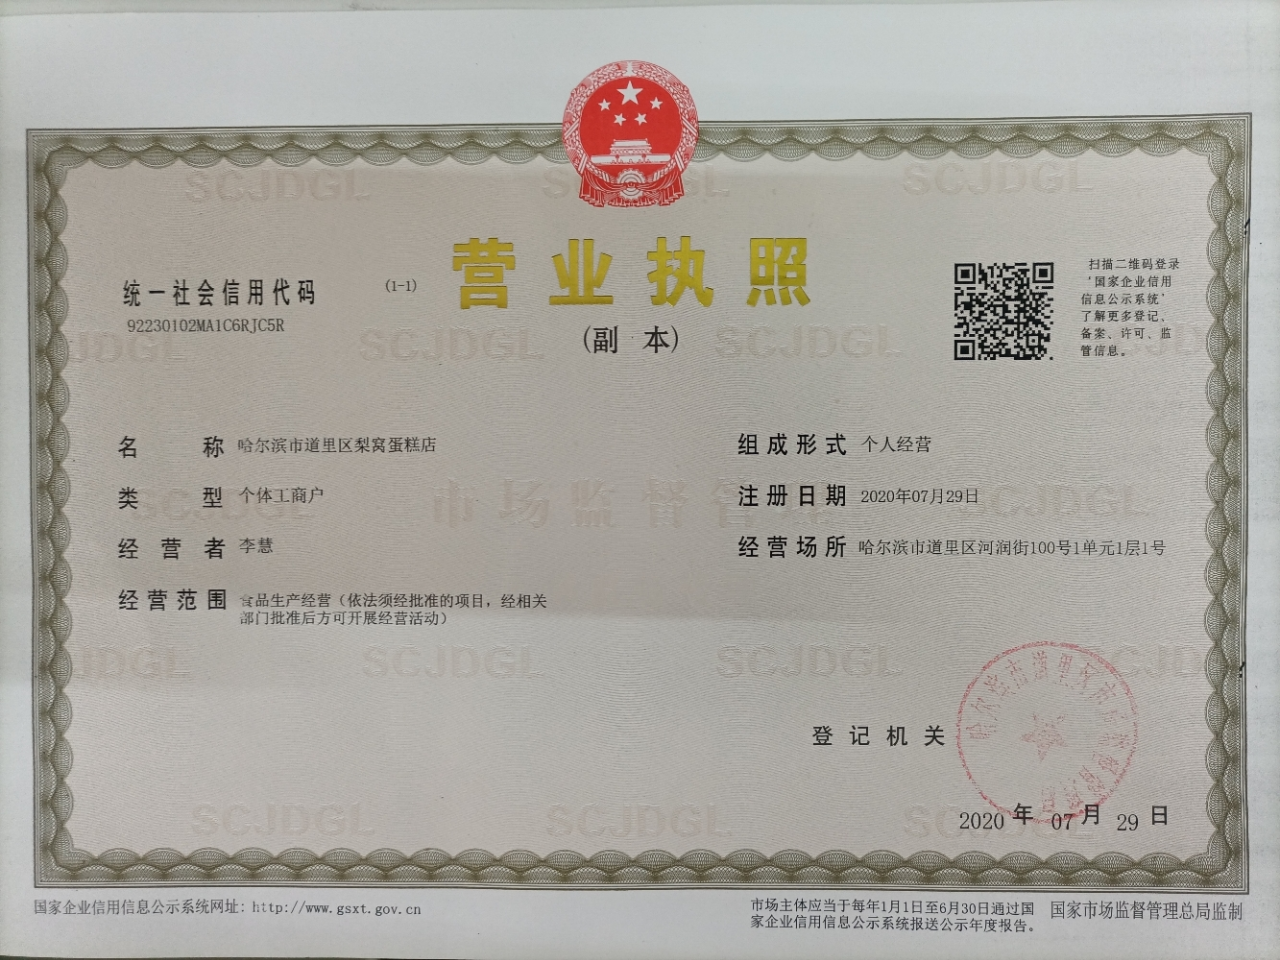 营业执照
(副 本)
统一社会信用代码
(1-1)
92230102MA1C6RJC5R
扫描二维码登录
'国家企业信用
信息公示系统'
了解更多登记、
备案、许可、监
管信息。
名称 哈尔滨市道里区梨窝蛋糕店
类型 个体工商户
经营者 李慧
经营范围 食品生产经营（依法须经批准的项目，经相关
部门批准后方可开展经营活动）
组成形式 个人经营
注册日期 2020年07月29日
经营场所 哈尔滨市道里区河润街100号1单元1层1号
登记机关
2020 年 07 月 29 日
国家企业信用信息公示系统网址: http://www.gsxt.gov.cn
市场主体应当于每年1月1日至6月30日通过国
家企业信用信息公示系统报送公示年度报告。
国家市场监督管理总局监制
SCJDGL
市场监督管理